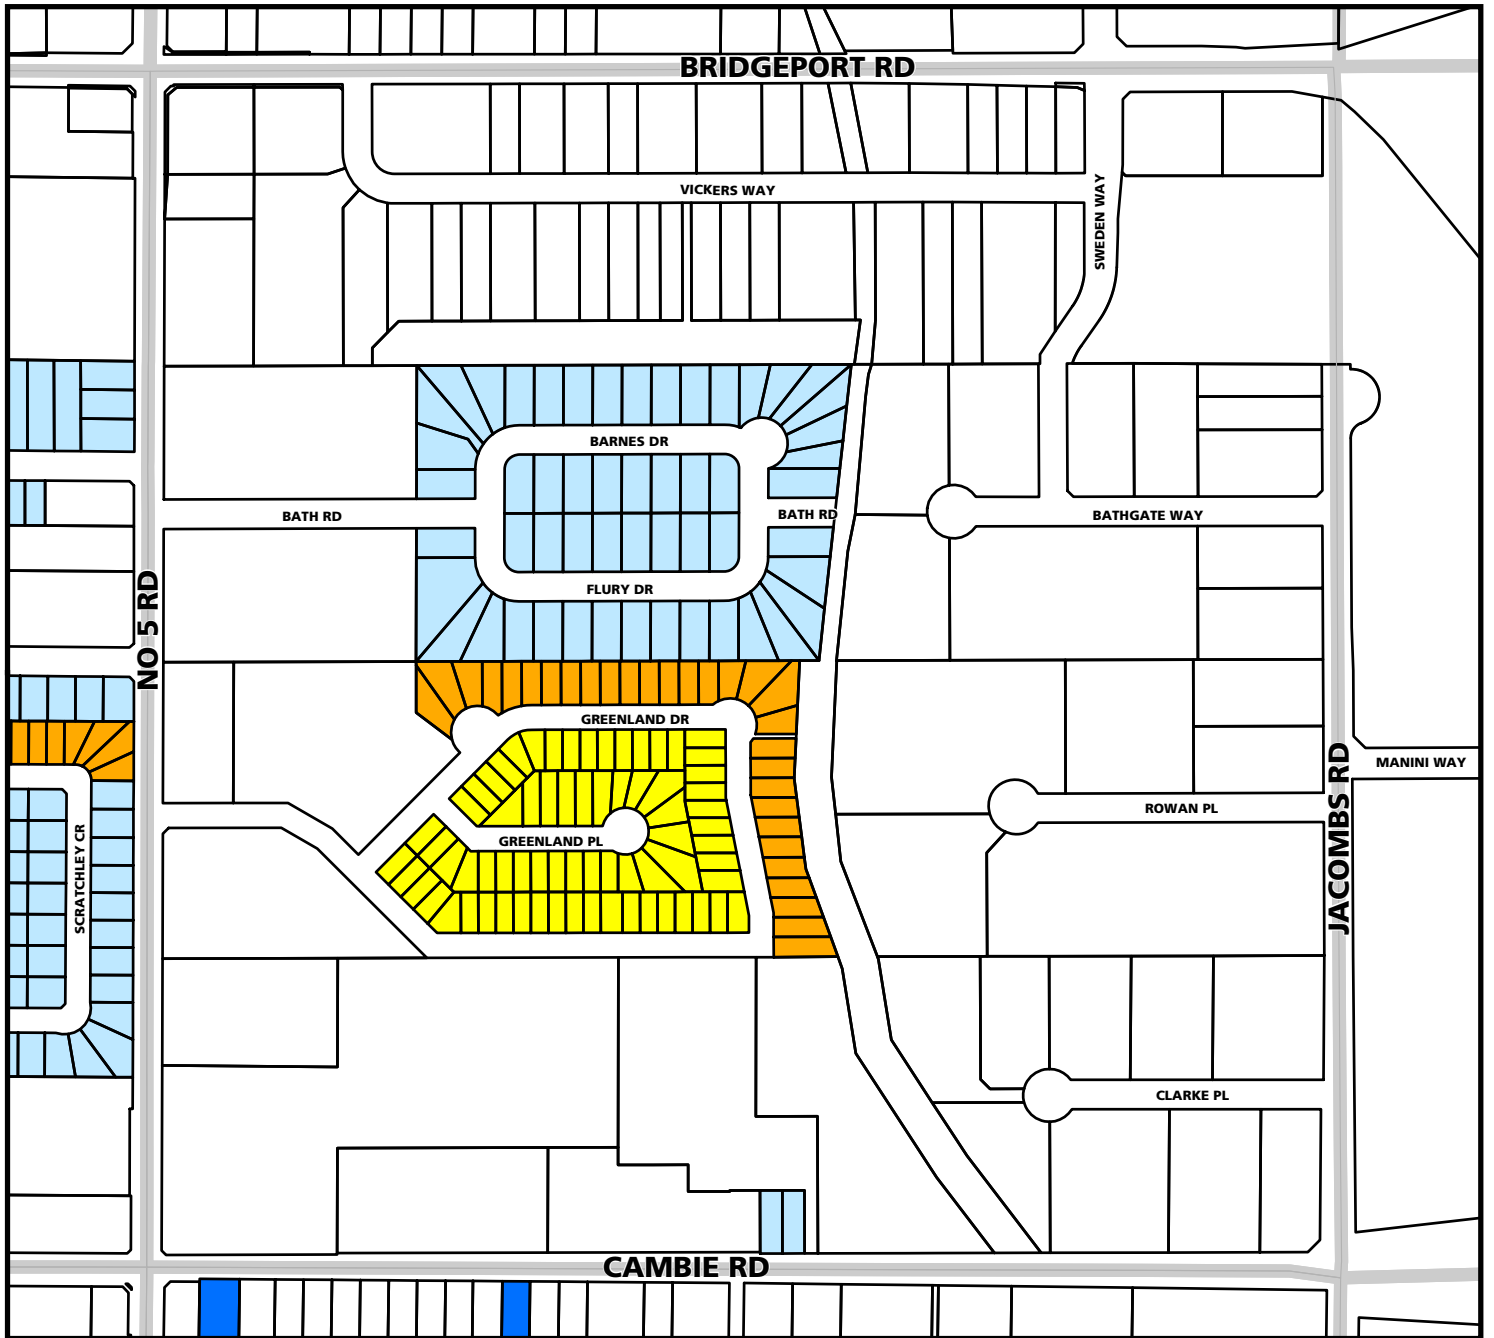 BRIDGEPORT RD
VICKERS WAY
SWEDEN WAY
BARNES DR
BATH RD
BATH RD
BATHGATE WAY
FLURY DR
NO 5 RD
GREENLAND DR
MANINI WAY
ROWAN PL
JACOBS RD
GREENLAND PL
SCRATCHLEY CR
CLARKE PL
CAMBIE RD